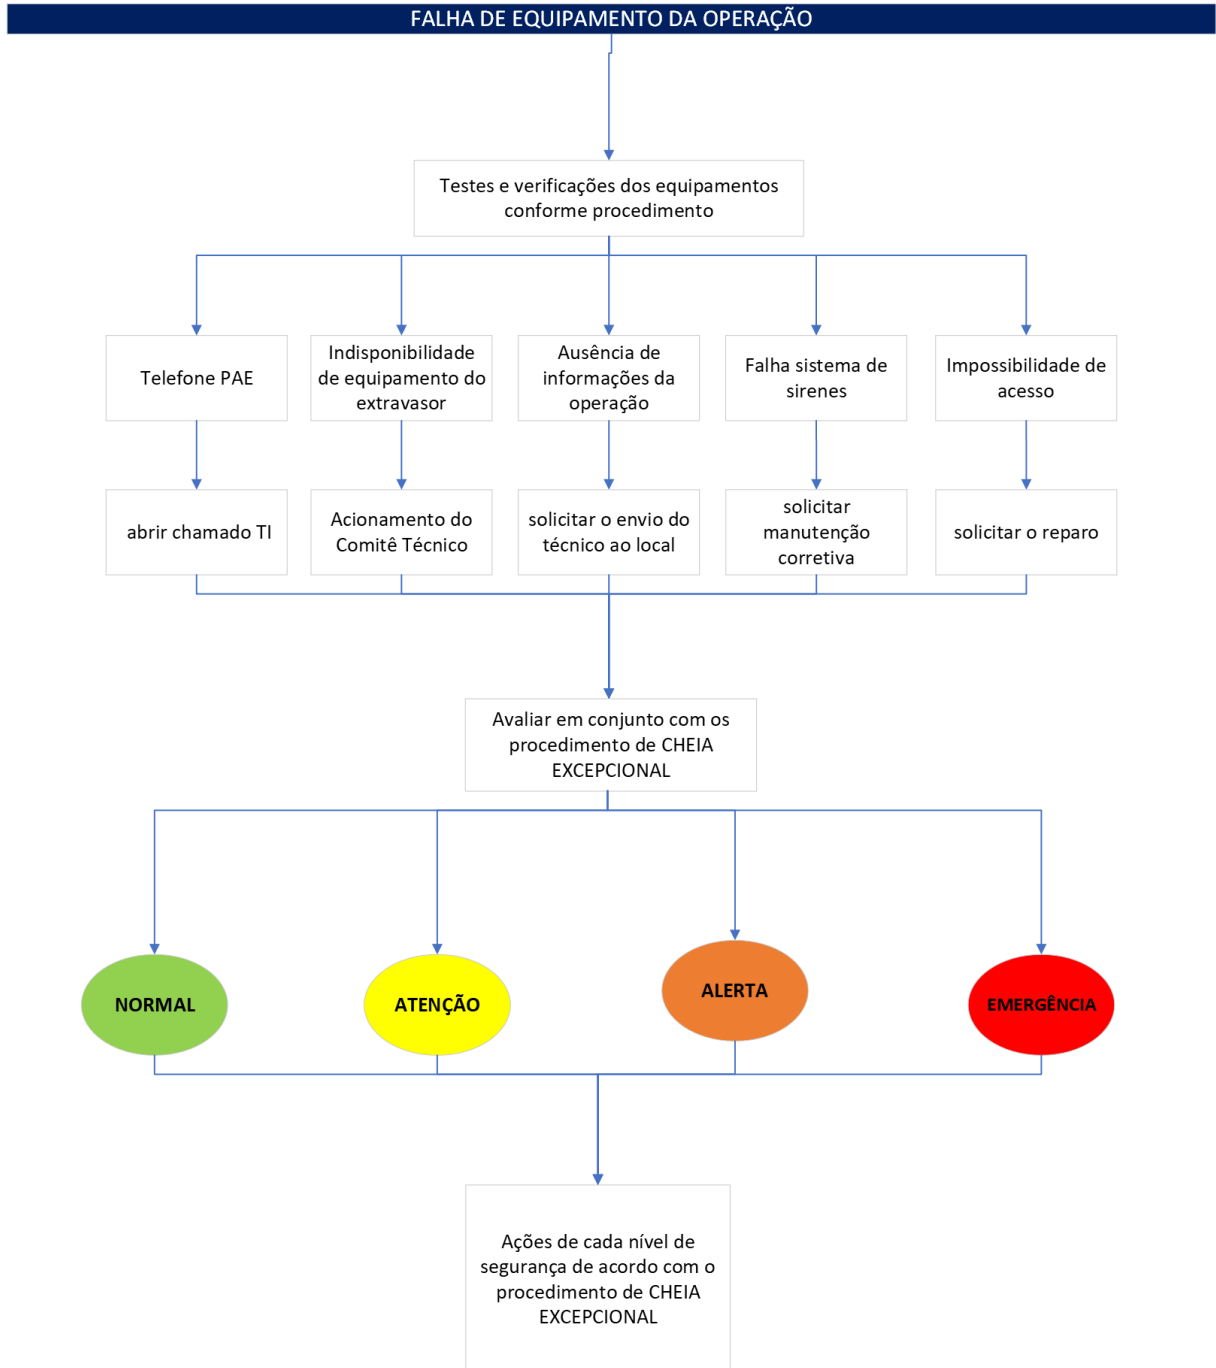 FALHA DE EQUIPAMENTO DA OPERAÇÃO
Testes e verificações dos equipamentos
conforme procedimento
Telefone PAE
Indisponibilidade
de equipamento do
extravasor
Ausência de
informações da
operação
Falha sistema de
sirenes
Impossibilidade de
acesso
abrir chamado TI
Acionamento do
Comitê Técnico
solicitar o envio do
técnico ao local
solicitar
manutenção
corretiva
solicitar o reparo
Avaliar em conjunto com os
procedimento de CHEIA
EXCEPCIONAL
NORMAL
ATENÇÃO
ALERTA
EMERGÊNCIA
Ações de cada nível de
segurança de acordo com o
procedimento de CHEIA
EXCEPCIONAL